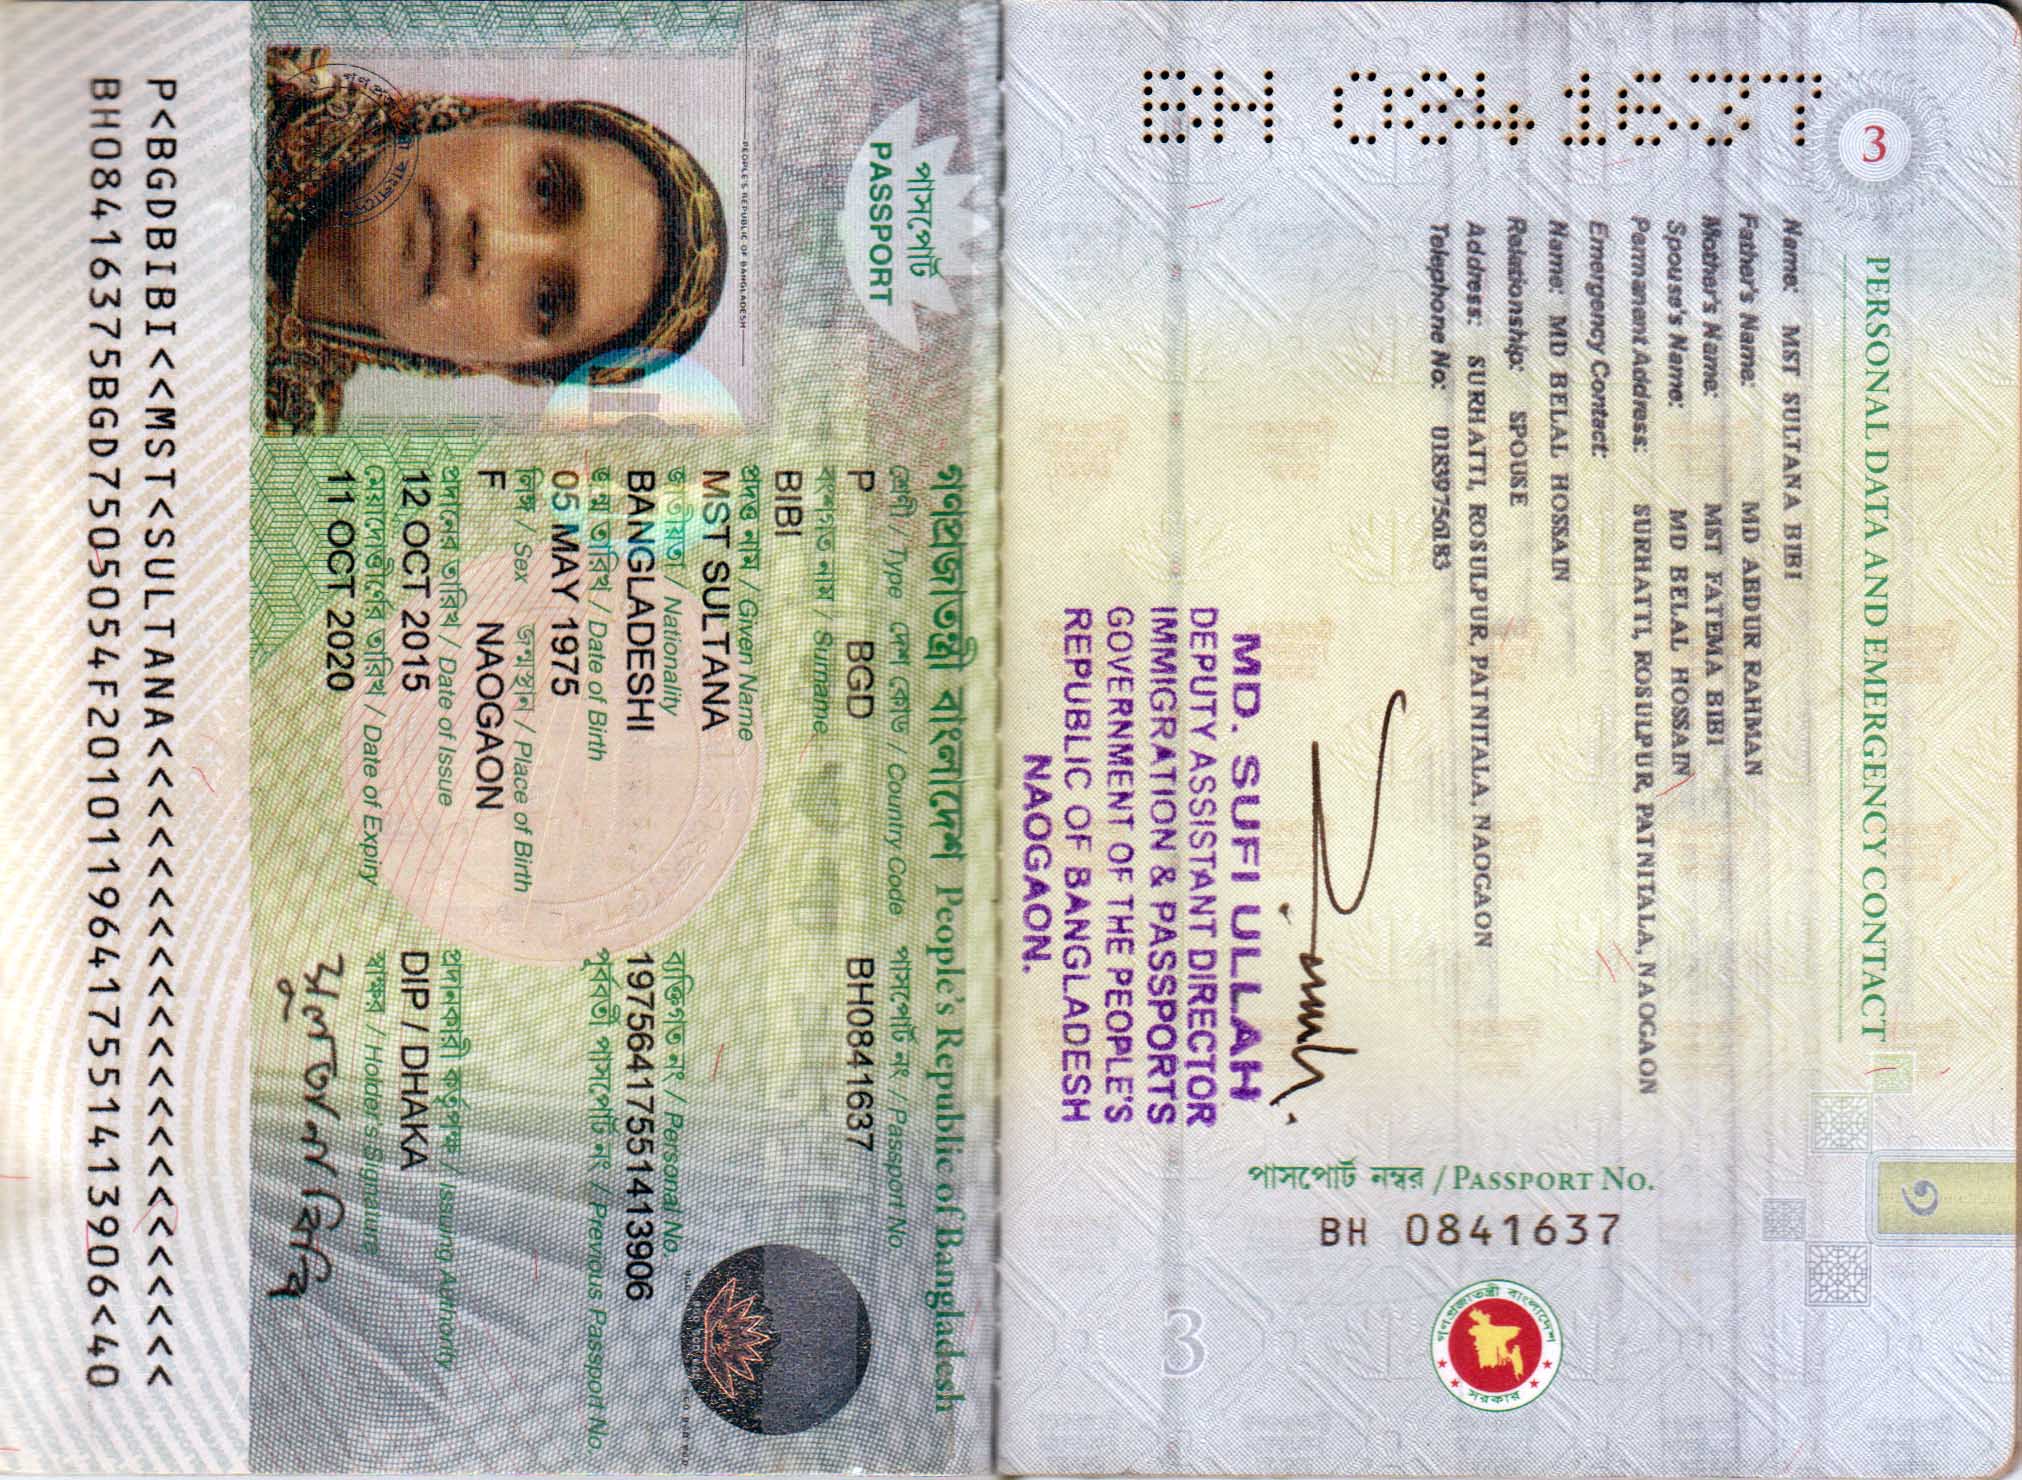 3
PERSONAL DATA AND EMERGENCY CONTACT
Name: MST SULTANA BIBI
Father's Name: MD ABDUR RAHMAN
Mother's Name: MST FATEMA BIBI
Spouse's Name: MD BELAL HOSSAIN
Permanent Address: SURHATTI, ROSULPUR, PATNITALA, NAOGAON
Emergency Contact:
Name: MD BELAL HOSSAIN
Relationship: SPOUSE
Address: SURHATTI, ROSULPUR, PATNITALA, NAOGAON
Telephone No: 01839750183
BH 0841637
MD. SUFI ULLAH
DEPUTY ASSISTANT DIRECTOR
IMMIGRATION & PASSPORTS
GOVERNMENT OF THE PEOPLE'S
REPUBLIC OF BANGLADESH
NAOGAON.
পাসপোর্ট নম্বর / PASSPORT NO.
BH 0841637
গণপ্রজাতন্ত্রী বাংলাদেশ
সরকার
3
৩
গণপ্রজাতন্ত্রী বাংলাদেশ People's Republic of Bangladesh
পাসপোর্ট
PASSPORT
শ্রেণী / Type দেশ কোড / Country Code পাসপোর্ট নং / Passport No.
P BGD BH0841637
বংশগত নাম / Surname
BIBI
প্রদত্ত নাম / Given Name
MST SULTANA
জাতীয়তা / Nationality ব্যক্তিগত নং / Personal No.
BANGLADESHI 19756417551413906
জন্ম তারিখ / Date of Birth পূর্ববর্তী পাসপোর্ট নং / Previous Passport No.
05 MAY 1975
লিঙ্গ / Sex জন্মস্থান / Place of Birth
F NAOGAON
প্রদানের তারিখ / Date of Issue প্রদানকারী কর্তৃপক্ষ / Issuing Authority
12 OCT 2015 DIP / DHAKA
মেয়াদোত্তীর্ণের তারিখ / Date of Expiry স্বাক্ষর / Holder's Signature
11 OCT 2020
PEOPLE'S REPUBLIC OF BANGLADESH
P<BGDBIBI<<MST<SULTANA<<<<<<<<<<<<<<<<<<<<<<
BH08416375BGD7505054F20101196417551413906<40